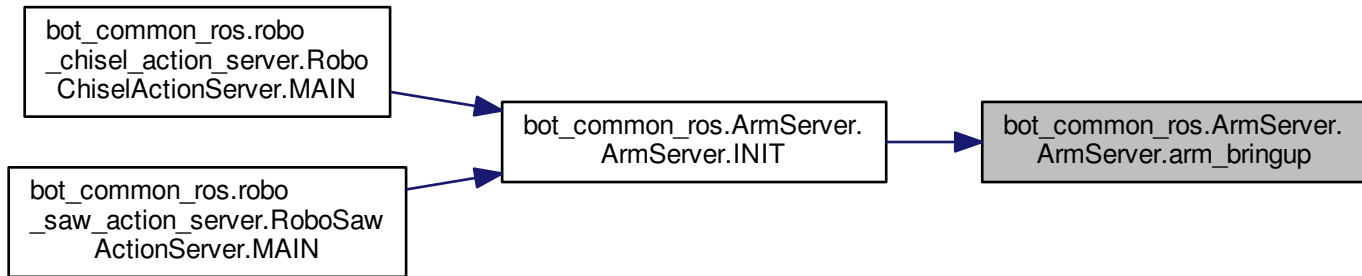 bot_common_ros.robo
_chisel_action_server.Robo
ChiselActionServer.MAIN
bot_common_ros.robo
_saw_action_server.RoboSaw
ActionServer.MAIN
bot_common_ros.ArmServer.
ArmServer.INIT
bot_common_ros.ArmServer.
ArmServer.arm_bringup